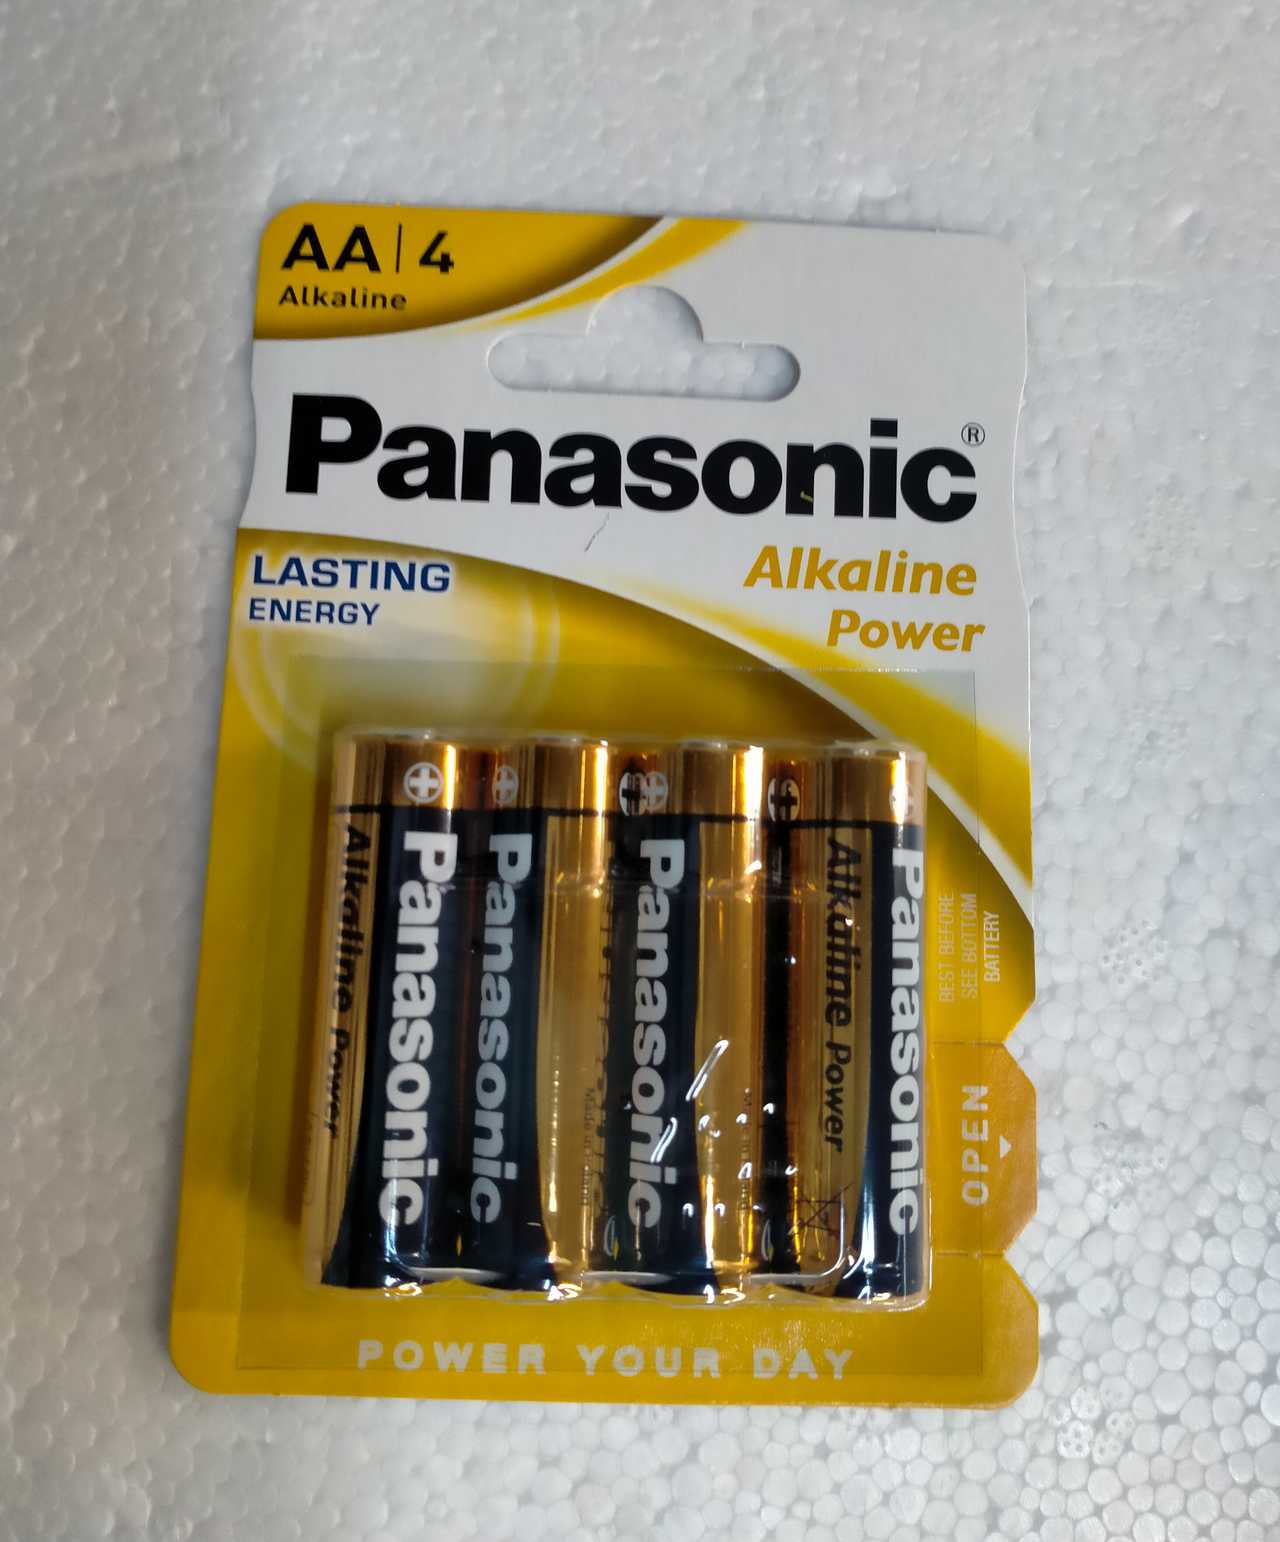 AA|4
Alkaline
Panasonic®
Alkaline
Power
LASTING
ENERGY
Alkaline Power
Panasonic
Panasonic
Panasonic
Alkaline Power
Panasonic
BEST BEFORE
SEE BOTTOM
BATTERY
OPEN
POWER YOUR DAY